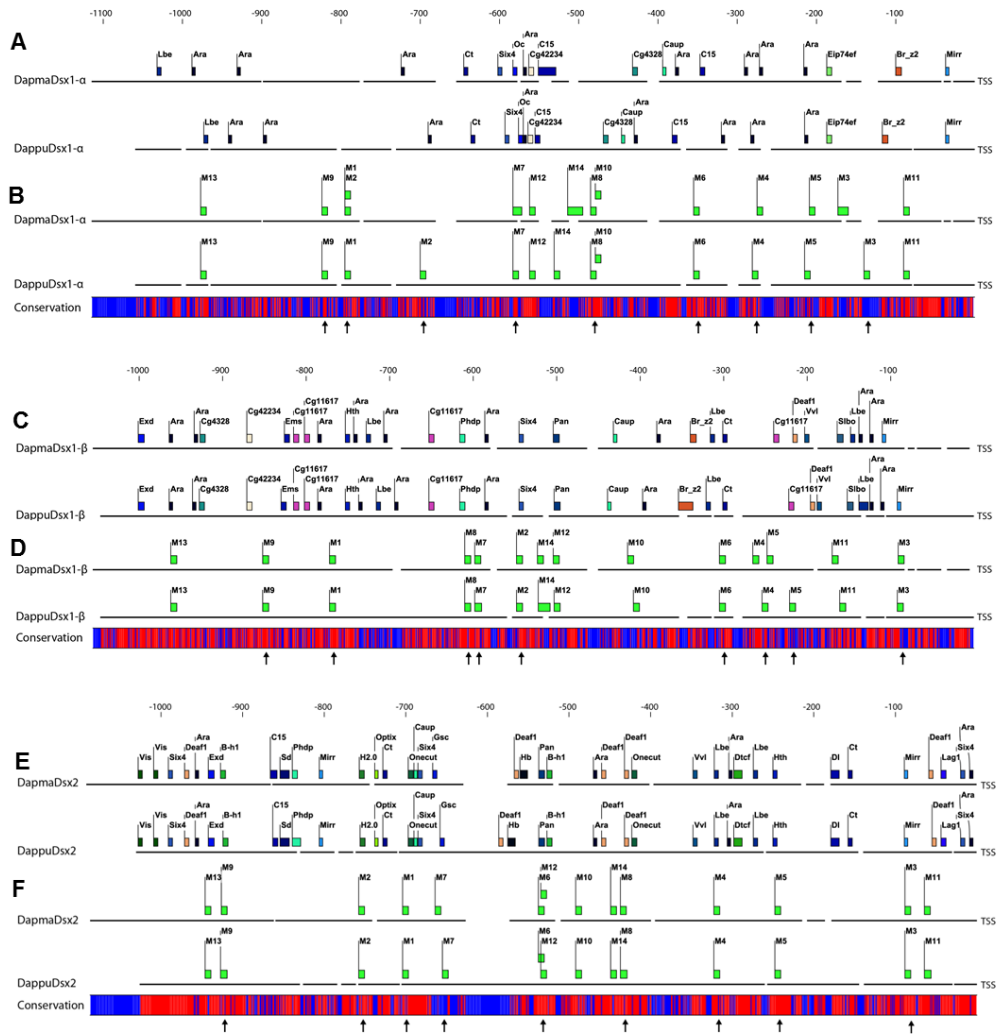 -1100 -1000 -900 -800 -700 -600 -500 -400 -300 -200 -100
A
Ara
Oc C15 Caup Ara
Lbe Ara Ara Ara Ct Six4 Cg42234 Cg4328 Ara C15 Ara Ara Eip74ef Br_z2 Mirr
DapmaDsx1-α TSS
Ara
Oc Ara
Six4 C15 Caup
Lbe Ara Ara Ara Ct Cg42234 Cg4328 C15 Ara Ara Ara Eip74ef Br_z2 Mirr
DappuDsx1-α TSS
B
M1 M7 M14 M10
M13 M9 M2 M12 M8 M6 M4 M5 M3 M11
DapmaDsx1-α TSS
M7 M14 M10
M13 M9 M1 M2 M12 M8 M6 M4 M5 M3 M11
DappuDsx1-α TSS
Conservation
-1000 -900 -800 -700 -600 -500 -400 -300 -200 -100
C
Ara
Cg11617 Ara Deaf1 Lbe Ara
Ara Cg42234 Cg11617 Hth Ara Cg11617 Lbe Vvl
Exd Ara Cg4328 Ems Ara Lbe Phdp Ara Six4 Pan Caup Ara Br_z2 Ct Cg11617 Slbo Mirr
DapmaDsx1-β TSS
Cg11617 Deaf1 Ara
Ara Cg42234 Cg11617 Ara Ara Cg11617 Lbe Vvl Lbe Ara
Exd Ara Cg4328 Ems Ara Hth Lbe Phdp Ara Six4 Pan Caup Ara Br_z2 Ct Cg11617 Slbo Mirr
DappuDsx1-β TSS
D
M8 M2 M12 M5
M13 M9 M1 M7 M14 M10 M6 M4 M11 M3
DapmaDsx1-β TSS
M8 M14
M13 M9 M1 M7 M2 M12 M10 M6 M4 M5 M11 M3
DappuDsx1-β TSS
Conservation
-1000 -900 -800 -700 -600 -500 -400 -300 -200 -100
E
Caup Ara
Ara C15 Optix Gsc Deaf1 Deaf1 Deaf1 Lbe Ara Lbe Deaf1 Six4
Vis Vis Deaf1 B-h1 Phdp Ct Six4 Pan Ct
Six4 Exd Sd Mirr H2.0 Onecut Hb B-h1 Ara Onecut Vvl Dtcf Hth Dl Mirr Lag1
DapmaDsx2 TSS
Caup Ara
Ara C15 Optix Gsc Deaf1 B-h1 Deaf1 Deaf1 Ara Deaf1 Six4
Vis Vis Deaf1 B-h1 Phdp Ct Six4 Lbe Lbe Ct
Six4 Exd Sd Mirr H2.0 Onecut Hb Pan Ara Onecut Vvl Dtcf Hth Dl Mirr Lag1
DappuDsx2 TSS
F
M9 M12 M14 M3
M13 M2 M1 M7 M6 M10 M8 M4 M5 M11
DapmaDsx2 TSS
M9 M6 M8 M3
M13 M2 M1 M7 M12 M10 M14 M4 M5 M11
DappuDsx2 TSS
Conservation